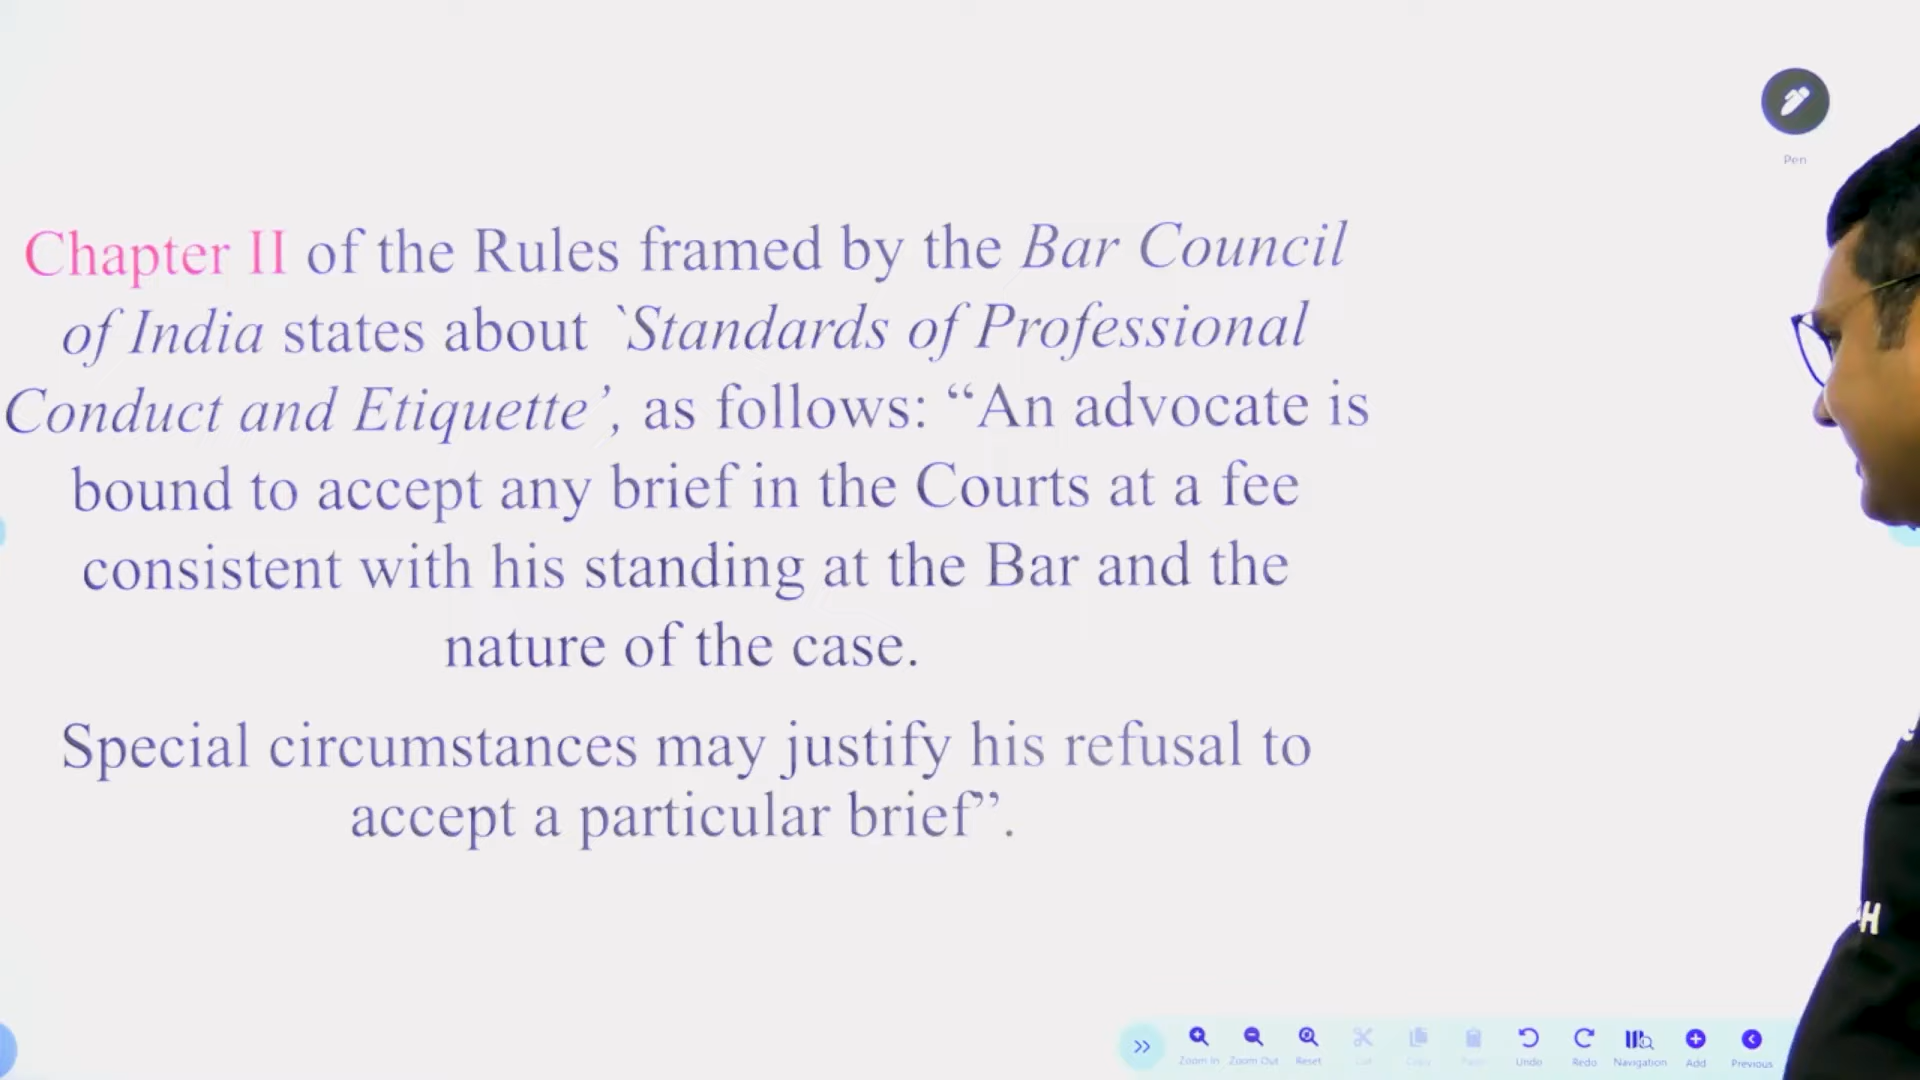 Pen
Chapter II of the Rules framed by the Bar Council
of India states about `Standards of Professional
Conduct and Etiquette’, as follows: “An advocate is
bound to accept any brief in the Courts at a fee
consistent with his standing at the Bar and the
nature of the case.
Special circumstances may justify his refusal to
accept a particular brief”.
H
Zoom In Zoom Out Reset Cut Copy Paste Undo Redo Navigation Add Previous